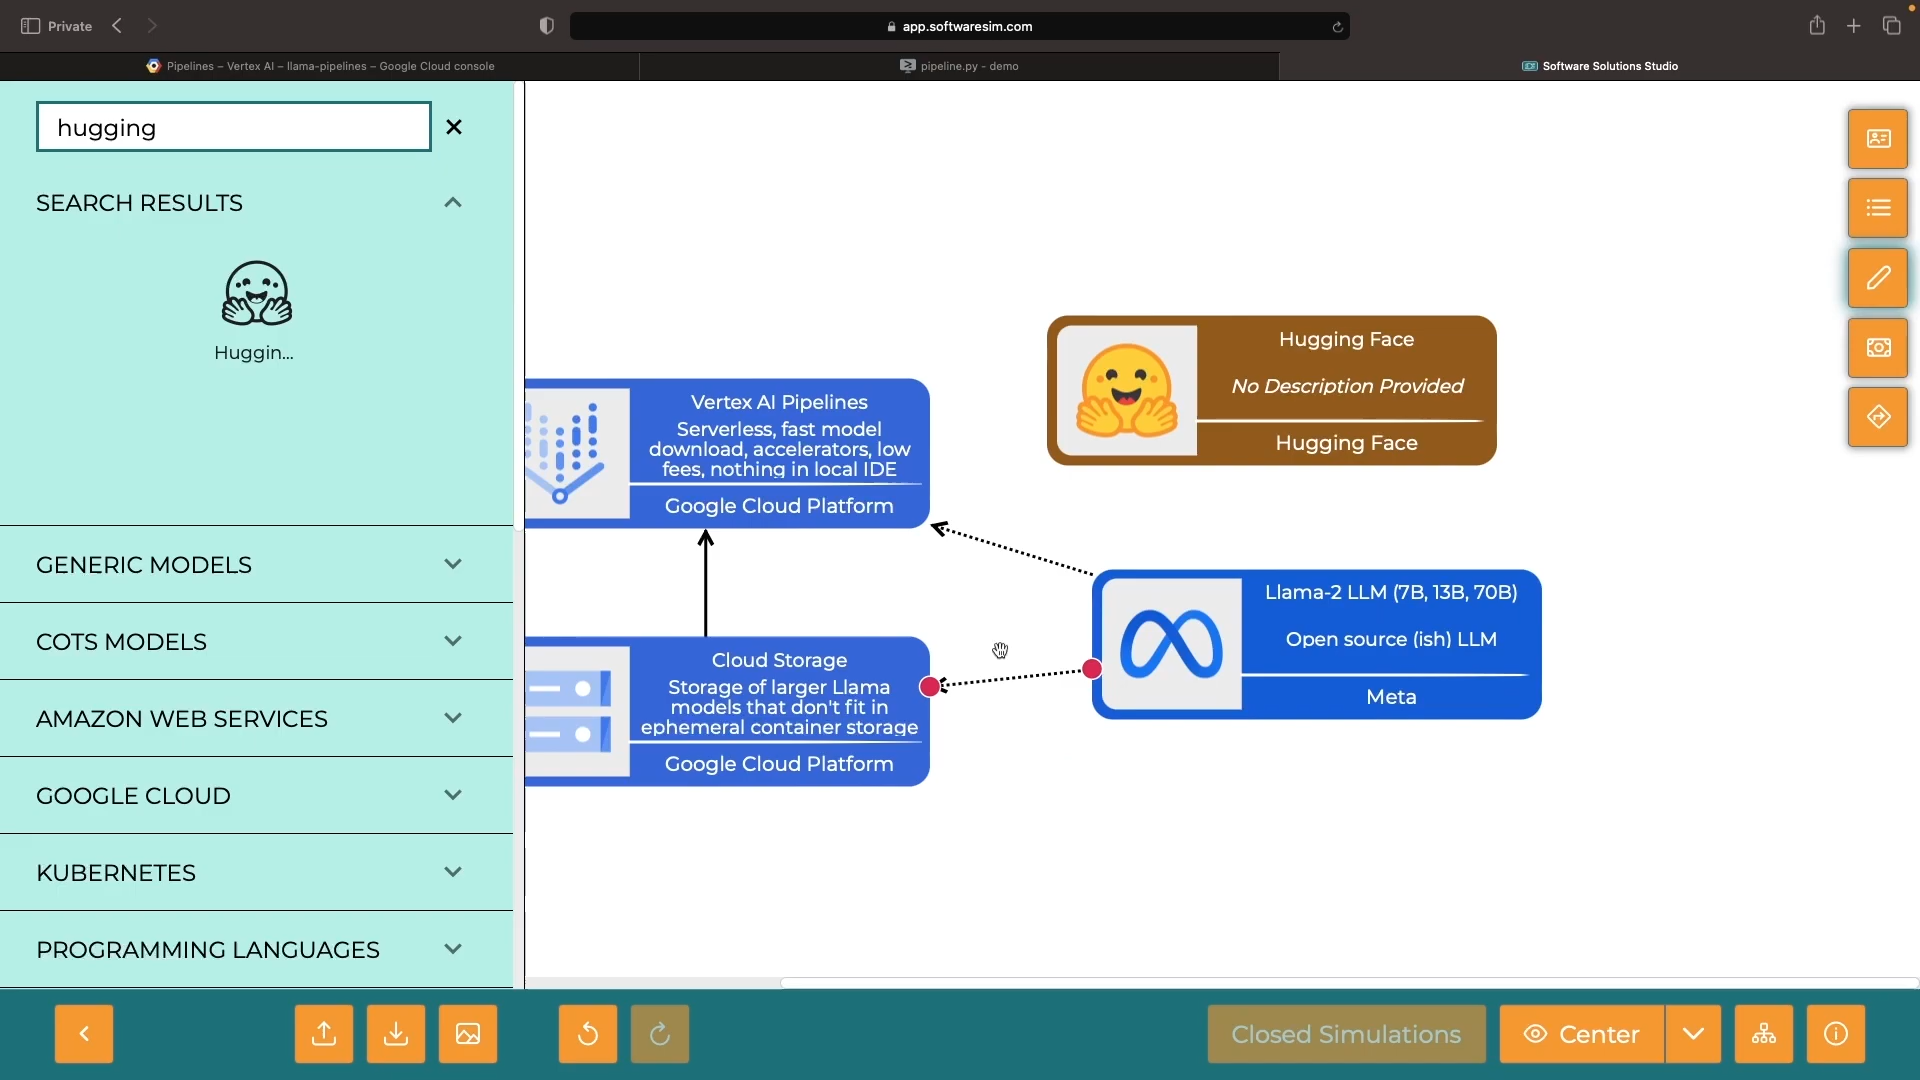 Private
app.softwaresim.com
Pipelines – Vertex AI – llama-pipelines – Google Cloud console
pipeline.py - demo
Software Solutions Studio
hugging
SEARCH RESULTS
Huggin...
GENERIC MODELS
COTS MODELS
AMAZON WEB SERVICES
GOOGLE CLOUD
KUBERNETES
PROGRAMMING LANGUAGES
Hugging Face
No Description Provided
Hugging Face
Vertex AI Pipelines
Serverless, fast model
download, accelerators, low
fees, nothing in local IDE
Google Cloud Platform
Llama-2 LLM (7B, 13B, 70B)
Open source (ish) LLM
Meta
Cloud Storage
Storage of larger Llama
models that don't fit in
ephemeral container storage
Google Cloud Platform
Closed Simulations
Center